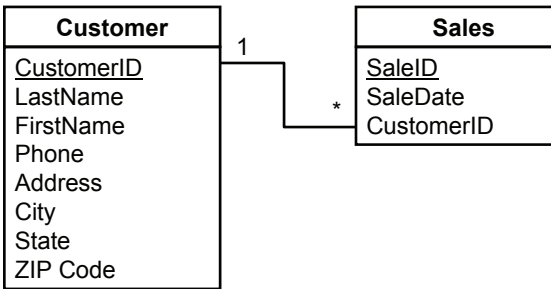 Customer
CustomerID
LastName
FirstName
Phone
Address
City
State
ZIP Code
1
*
Sales
SaleID
SaleDate
CustomerID